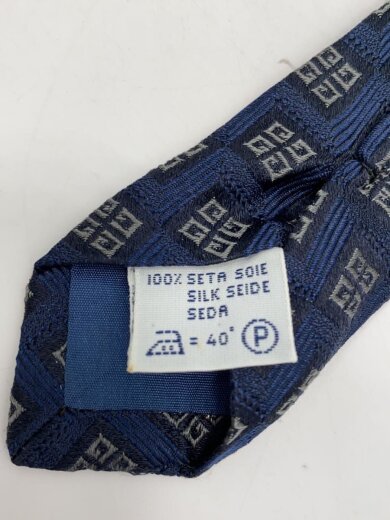 100% SETA SOIE
SILK SEIDE
SEDA
= 40° P